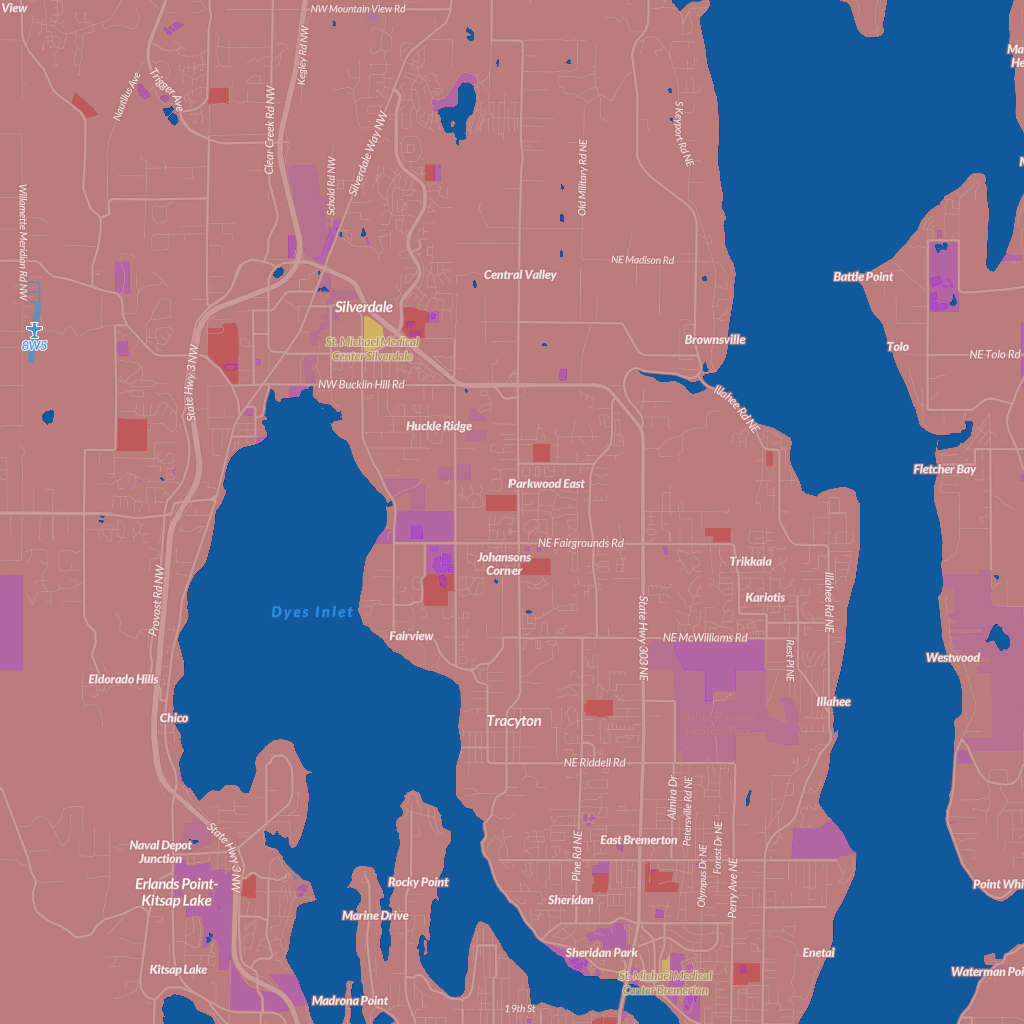 View
NW Mountain View Rd
Kegley Rd NW
Nautilus Ave
Trigger Ave
Clear Creek Rd NW
Silverdale Way NW
Schold Rd NW
S Keyport Rd NE
Old Military Rd NE
Willamette Meridian Rd NW
NE Madison Rd
Central Valley
Battle Point
Silverdale
8W5
St. Michael Medical
Center Silverdale
Brownsville
Tolo
NE Tolo Rd
State Hwy 3 NW
NW Bucklin Hill Rd
Illahee Rd NE
Huckle Ridge
Fletcher Bay
Parkwood East
NE Fairgrounds Rd
Johansons
Corner
Trikkala
Provost Rd NW
Kariotis
Illahee Rd NE
Dyes Inlet
State Hwy 303 NE
Fairview
NE McWilliams Rd
Rest Pl NE
Westwood
Eldorado Hills
Illahee
Chico
Tracyton
Illahee Preserve
Heritage Park
NE Riddell Rd
Almira Dr
Petersville Rd NE
State Hwy 3 NW
Naval Depot
Junction
Pine Rd NE
East Bremerton
Olympus Dr NE
Forest Dr NE
Perry Ave NE
Erlands Point-
Kitsap Lake
Rocky Point
Point Whi
Marine Drive
Sheridan
Sheridan Park
Enetai
Kitsap Lake
St. Michael Medical
Center Bremerton
Waterman Poi
Madrona Point
19th St